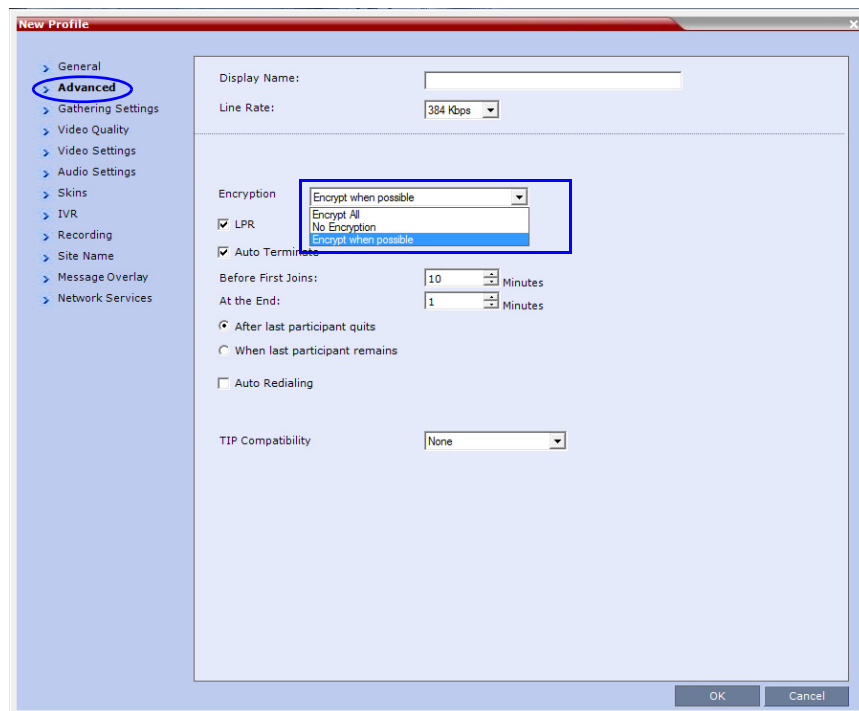 New Profile
General
Advanced
Gathering Settings
Video Quality
Video Settings
Audio Settings
Skins
IVR
Recording
Site Name
Message Overlay
Network Services
Display Name:
Line Rate: 384 Kbps
Encryption Encrypt when possible
Encrypt All
No Encryption
Encrypt when possible
LPR
Auto Terminate
Before First Joins: 10 Minutes
At the End: 1 Minutes
After last participant quits
When last participant remains
Auto Redialing
TIP Compatibility None
OK Cancel